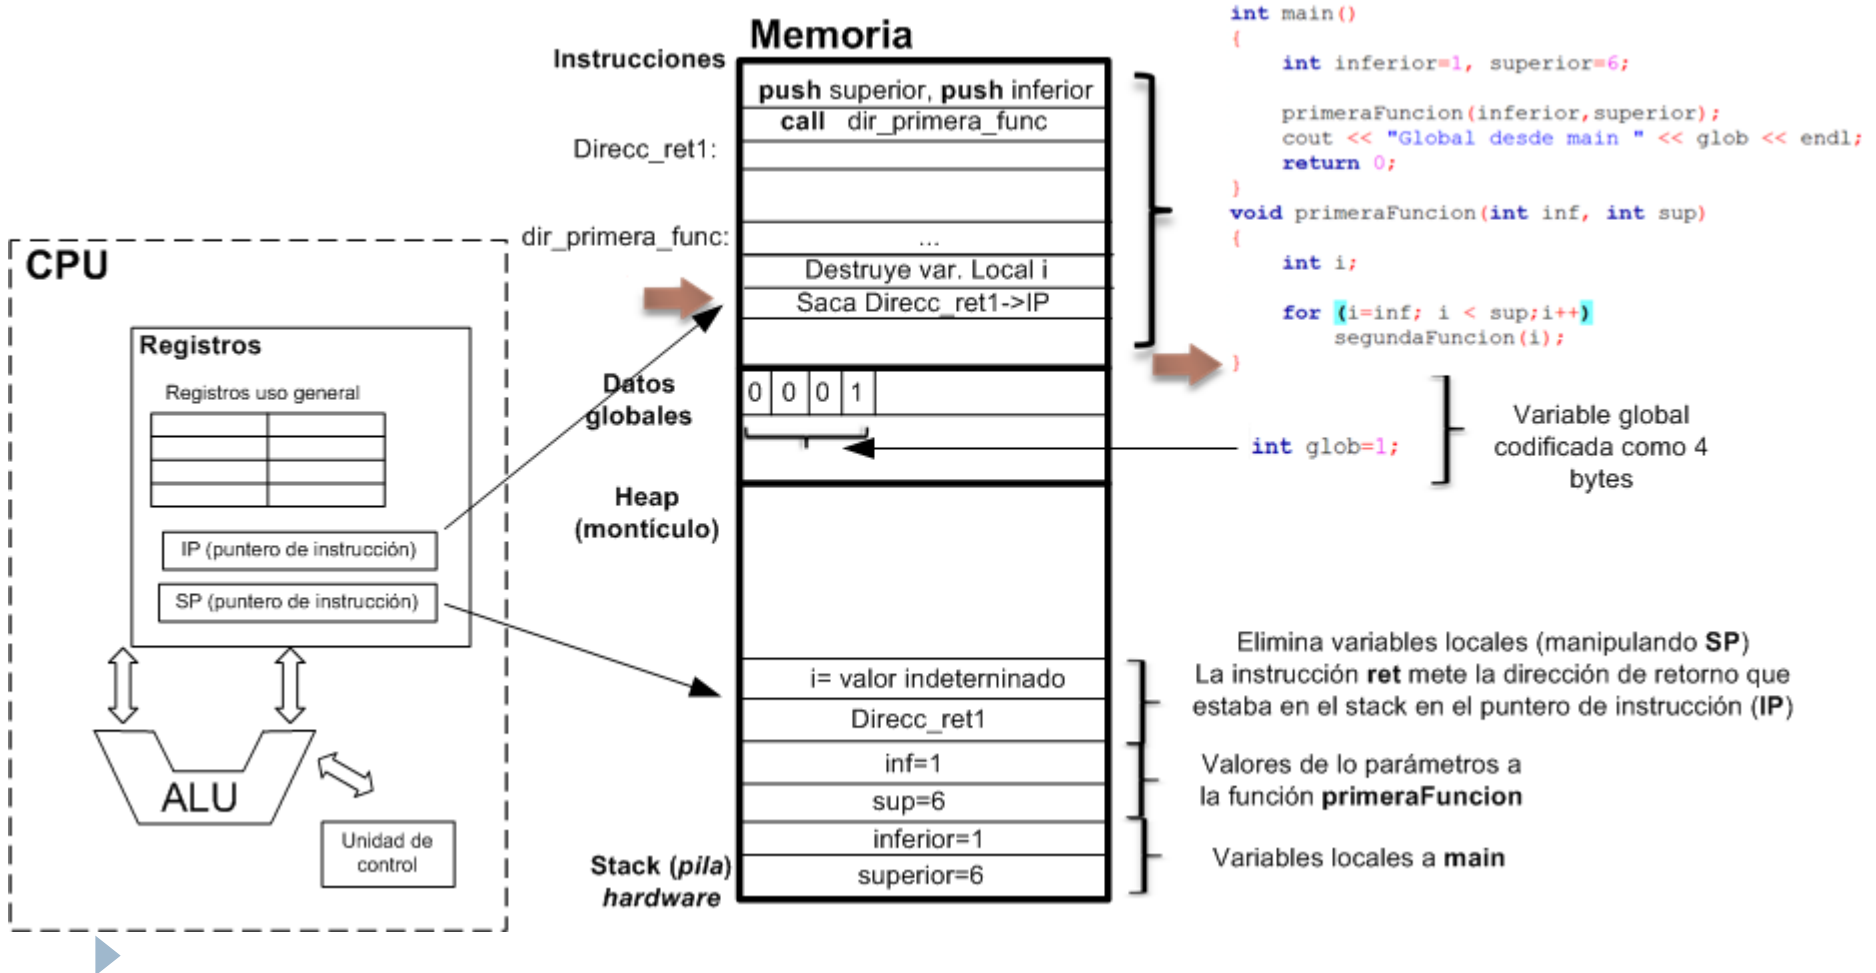 CPU
Registros
Registros uso general
IP (puntero de instrucción)
SP (puntero de instrucción)
ALU
Unidad de
control
Memoria
Instrucciones
push superior, push inferior
call dir_primera_func
Direcc_ret1:
dir_primera_func:
...
Destruye var. Local i
Saca Direcc_ret1->IP
Datos
globales
0 0 0 1
Heap
(montículo)
i= valor indeterninado
Direcc_ret1
inf=1
sup=6
inferior=1
superior=6
Stack (pila)
hardware
int main()
{
int inferior=1, superior=6;
primeraFuncion(inferior,superior);
cout << "Global desde main " << glob << endl;
return 0;
}
void primeraFuncion(int inf, int sup)
{
int i;
for (i=inf; i < sup;i++)
segundaFuncion(i);
}
int glob=1;
Variable global
codificada como 4
bytes
Elimina variables locales (manipulando SP)
La instrucción ret mete la dirección de retorno que
estaba en el stack en el puntero de instrucción (IP)
Valores de lo parámetros a
la función primeraFuncion
Variables locales a main